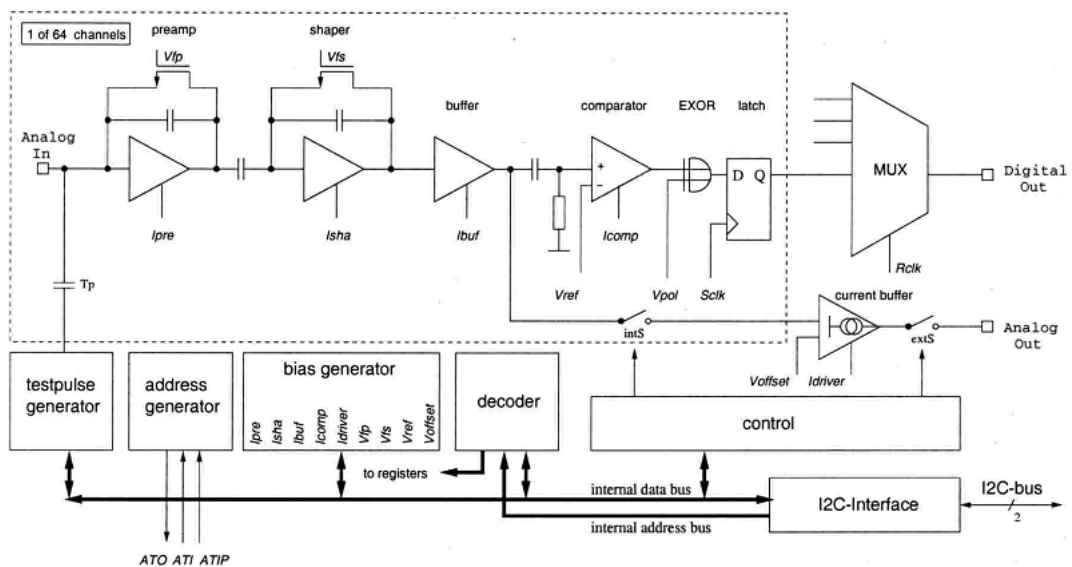 1 of 64 channels
preamp
shaper
Vfp
Vfs
buffer
comparator
EXOR
latch
Analog
In
+
−
D Q
MUX
Digital
Out
Ipre
Isha
Ibuf
Icomp
Rclk
Tp
Vref
Vpol
Sclk
current buffer
intS
extS
Analog
Out
Voffset
Idriver
testpulse
generator
address
generator
bias generator
Ipre
Isha
Ibuf
Icomp
Idriver
Vfp
Vfs
Vref
Voffset
decoder
control
to registers
internal data bus
internal address bus
I2C-Interface
I2C-bus
2
ATO
ATI
ATIP